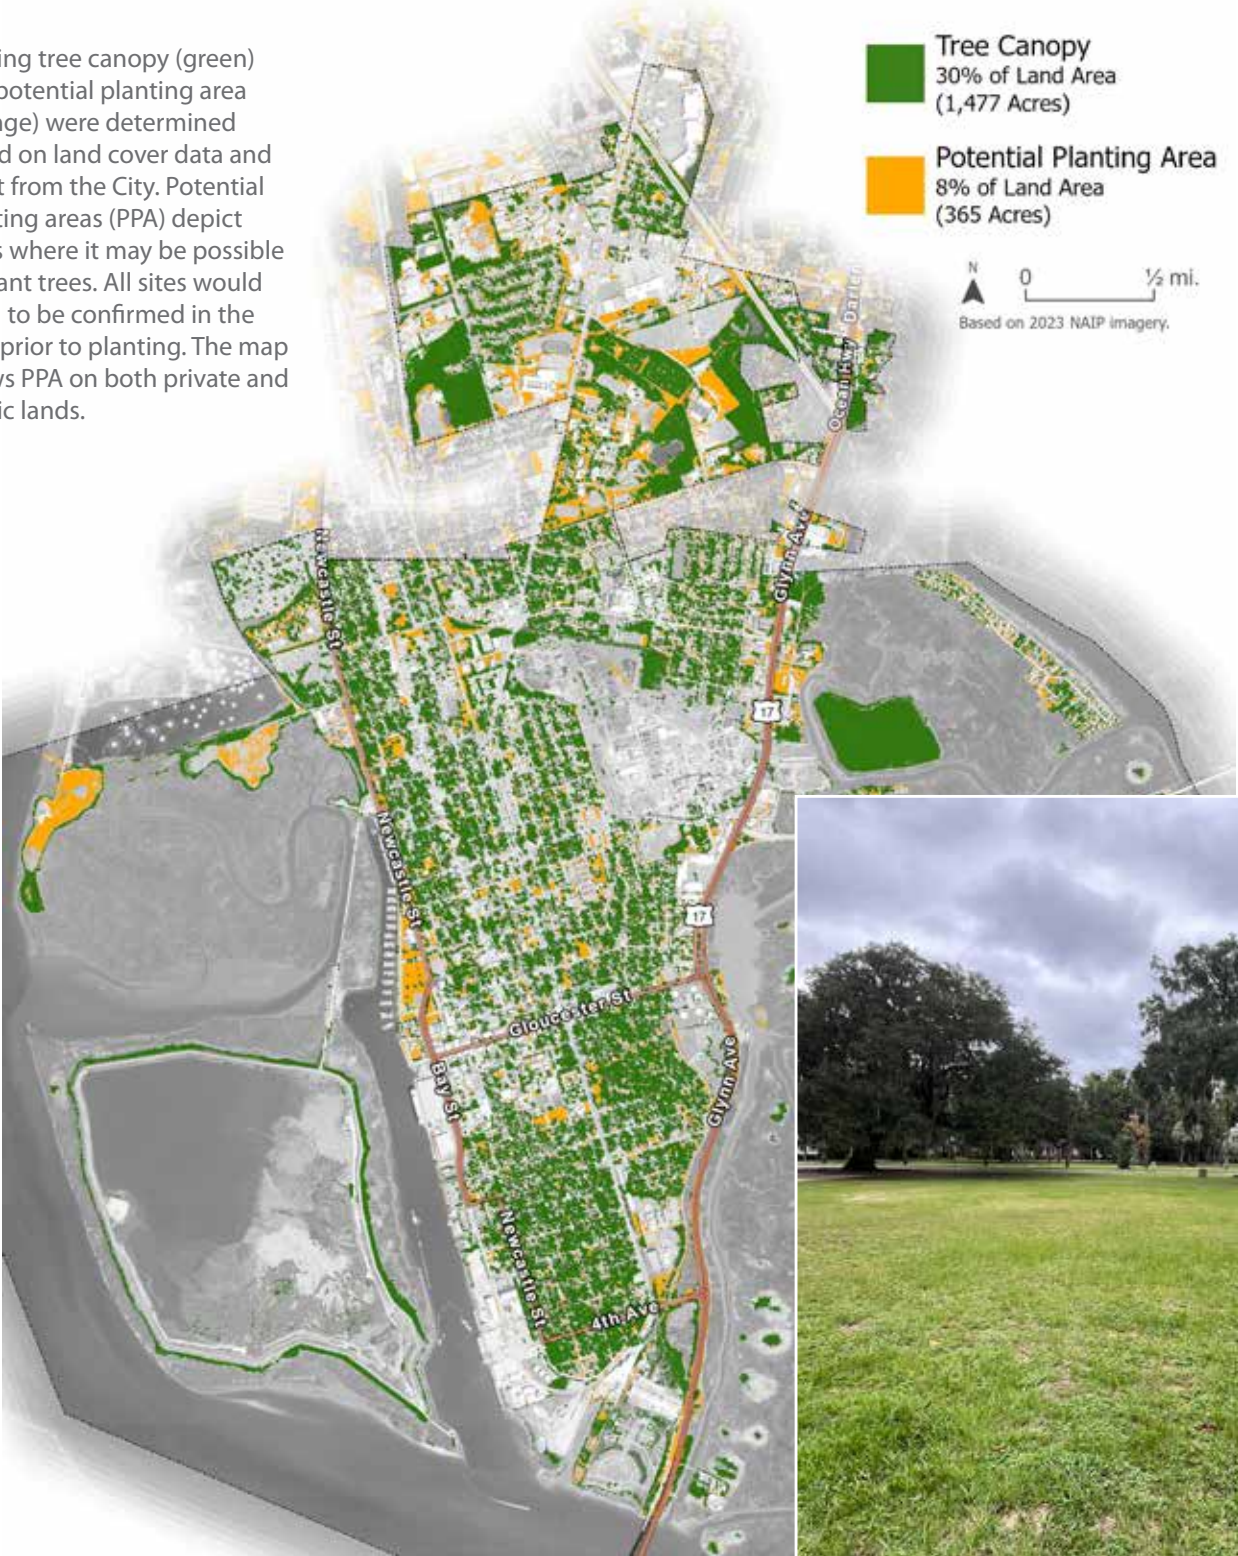 ing tree canopy (green)
potential planting area
nge) were determined
d on land cover data and
t from the City. Potential
ting areas (PPA) depict
s where it may be possible
ant trees. All sites would
to be confirmed in the
prior to planting. The map
vs PPA on both private and
ic lands.
Tree Canopy
30% of Land Area
(1,477 Acres)
Potential Planting Area
8% of Land Area
(365 Acres)
N
0 ½ mi.
Based on 2023 NAIP imagery.
Ocean Hwy
Glynn Ave
Newcastle St
17
Newcastle St
17
Gloucester St
Bay St
Glynn Ave
Newcastle St
4th Ave